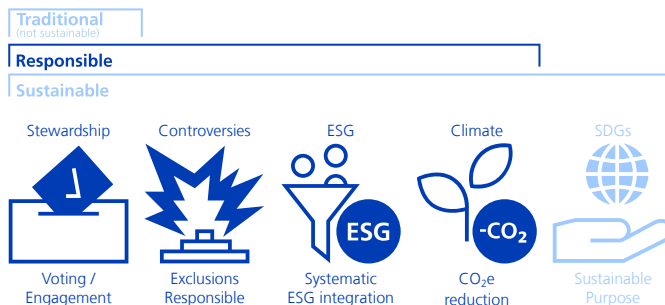 Traditional
(not sustainable)
Responsible
Sustainable
Stewardship
Controversies
ESG
Climate
SDGs
ESG
-CO₂
Voting /
Engagement
Exclusions
Responsible
Systematic
ESG integration
CO₂e
reduction
Sustainable
Purpose